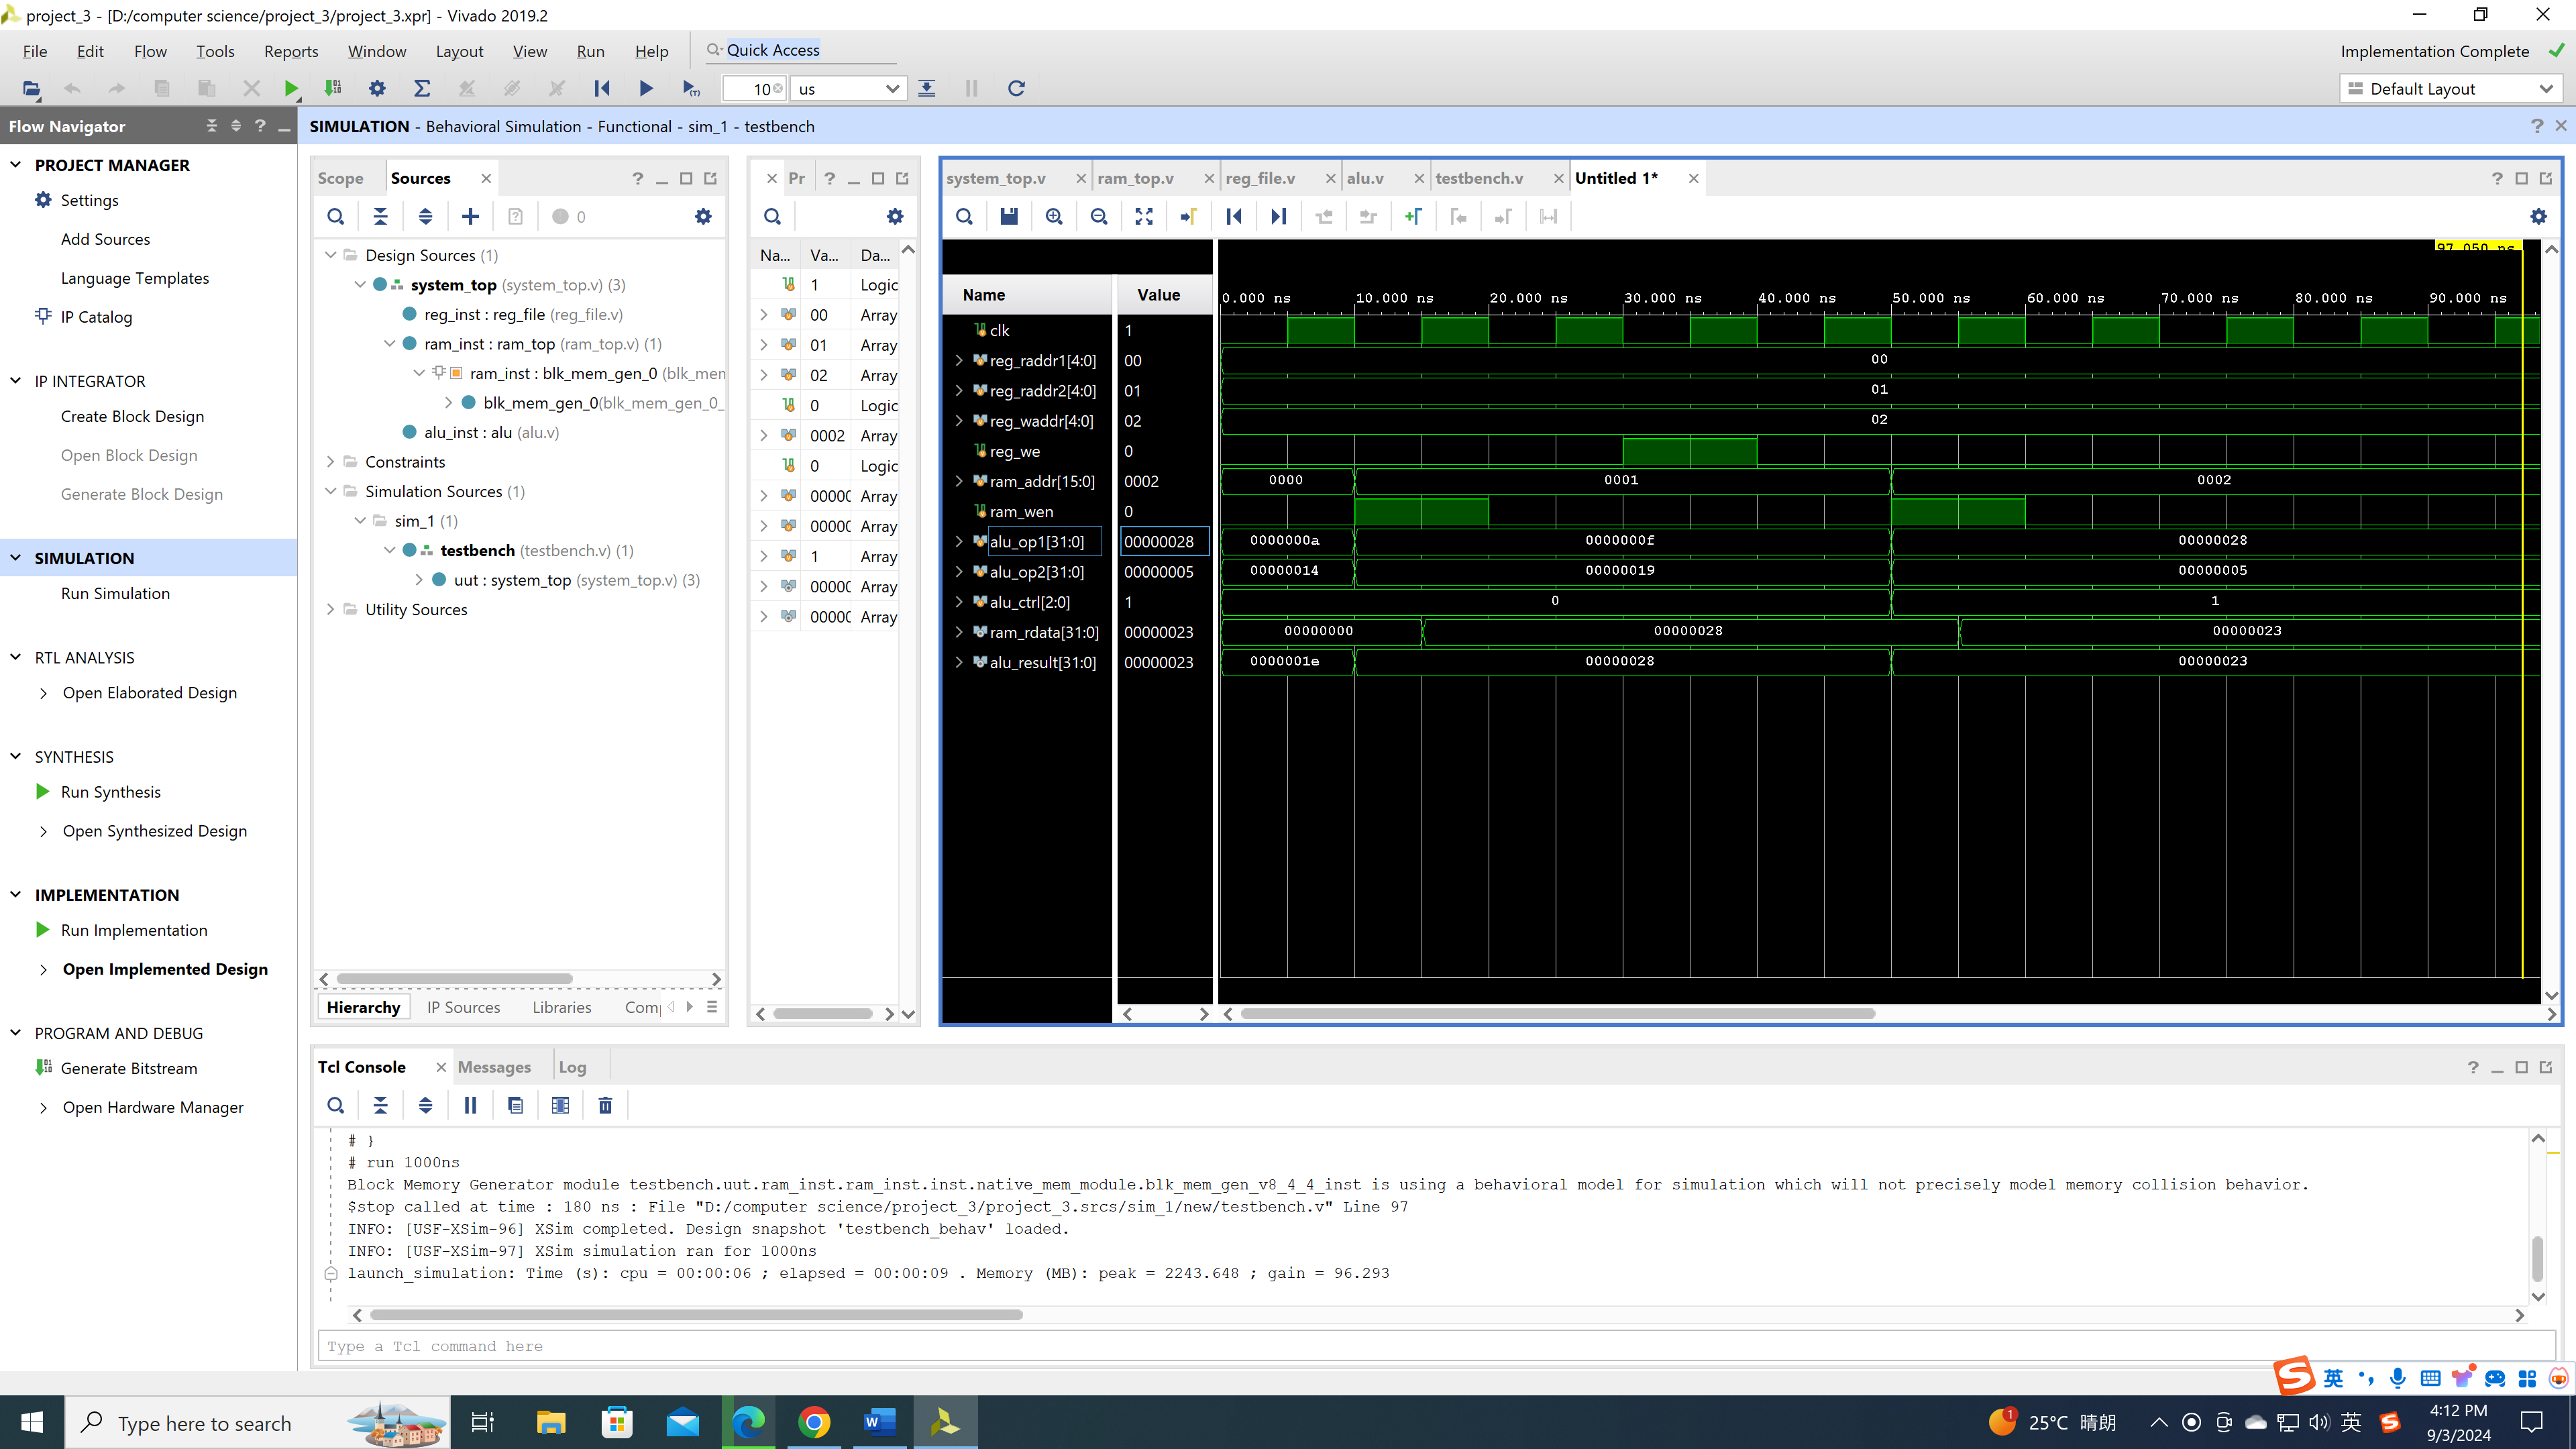 project_3 - [D:/computer science/project_3/project_3.xpr] - Vivado 2019.2
File Edit Flow Tools Reports Window Layout View Run Help Quick Access
Implementation Complete
10 us
Default Layout
Flow Navigator
SIMULATION - Behavioral Simulation - Functional - sim_1 - testbench
PROJECT MANAGER
Settings
Add Sources
Language Templates
IP Catalog
IP INTEGRATOR
Create Block Design
Open Block Design
Generate Block Design
SIMULATION
Run Simulation
RTL ANALYSIS
Open Elaborated Design
SYNTHESIS
Run Synthesis
Open Synthesized Design
IMPLEMENTATION
Run Implementation
Open Implemented Design
PROGRAM AND DEBUG
Generate Bitstream
Open Hardware Manager
Scope Sources
0
Design Sources (1)
system_top (system_top.v) (3)
reg_inst : reg_file (reg_file.v)
ram_inst : ram_top (ram_top.v) (1)
ram_inst : blk_mem_gen_0 (blk_mem
blk_mem_gen_0(blk_mem_gen_0_
alu_inst : alu (alu.v)
Constraints
Simulation Sources (1)
sim_1 (1)
testbench (testbench.v) (1)
uut : system_top (system_top.v) (3)
Utility Sources
Hierarchy IP Sources Libraries Comp
Pr
Na... Va... Da...
1 Logic
00 Array
01 Array
02 Array
0 Logic
0002 Array
0 Logic
00000 Array
00000 Array
1 Array
00000 Array
00000 Array
system_top.v ram_top.v reg_file.v alu.v testbench.v Untitled 1*
97.050 ns
Name Value
0.000 ns 10.000 ns 20.000 ns 30.000 ns 40.000 ns 50.000 ns 60.000 ns 70.000 ns 80.000 ns 90.000 ns
clk 1
reg_raddr1[4:0] 00 00
reg_raddr2[4:0] 01 01
reg_waddr[4:0] 02 02
reg_we 0
ram_addr[15:0] 0002 0000 0001 0002
ram_wen 0
alu_op1[31:0] 00000028 0000000a 0000000f 00000028
alu_op2[31:0] 00000005 00000014 00000019 00000005
alu_ctrl[2:0] 1 0 1
ram_rdata[31:0] 00000023 00000000 00000028 00000023
alu_result[31:0] 00000023 0000001e 00000028 00000023
Tcl Console Messages Log
# }
# run 1000ns
Block Memory Generator module testbench.uut.ram_inst.ram_inst.inst.native_mem_module.blk_mem_gen_v8_4_4_inst is using a behavioral model for simulation which will not precisely model memory collision behavior.
$stop called at time : 180 ns : File "D:/computer science/project_3/project_3.srcs/sim_1/new/testbench.v" Line 97
INFO: [USF-XSim-96] XSim completed. Design snapshot 'testbench_behav' loaded.
INFO: [USF-XSim-97] XSim simulation ran for 1000ns
launch_simulation: Time (s): cpu = 00:00:06 ; elapsed = 00:00:09 . Memory (MB): peak = 2243.648 ; gain = 96.293
Type a Tcl command here
英
Type here to search
1
25°C 晴朗
英
4:12 PM
9/3/2024